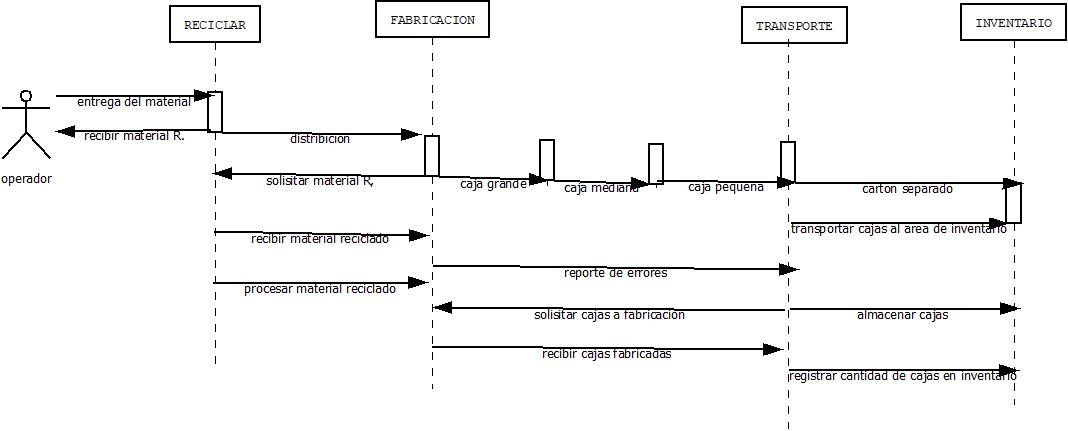 RECICLAR
FABRICACION
TRANSPORTE
INVENTARIO
entrega del material
recibir material R.
operador
distribicion
solisitar material R,
caja grande
caja mediana
caja pequena
carton separado
transportar cajas al area de inventario
recibir material reciclado
reporte de errores
procesar material reciclado
solisitar cajas a fabricacion
almacenar cajas
recibir cajas fabricadas
registrar cantidad de cajas en inventario